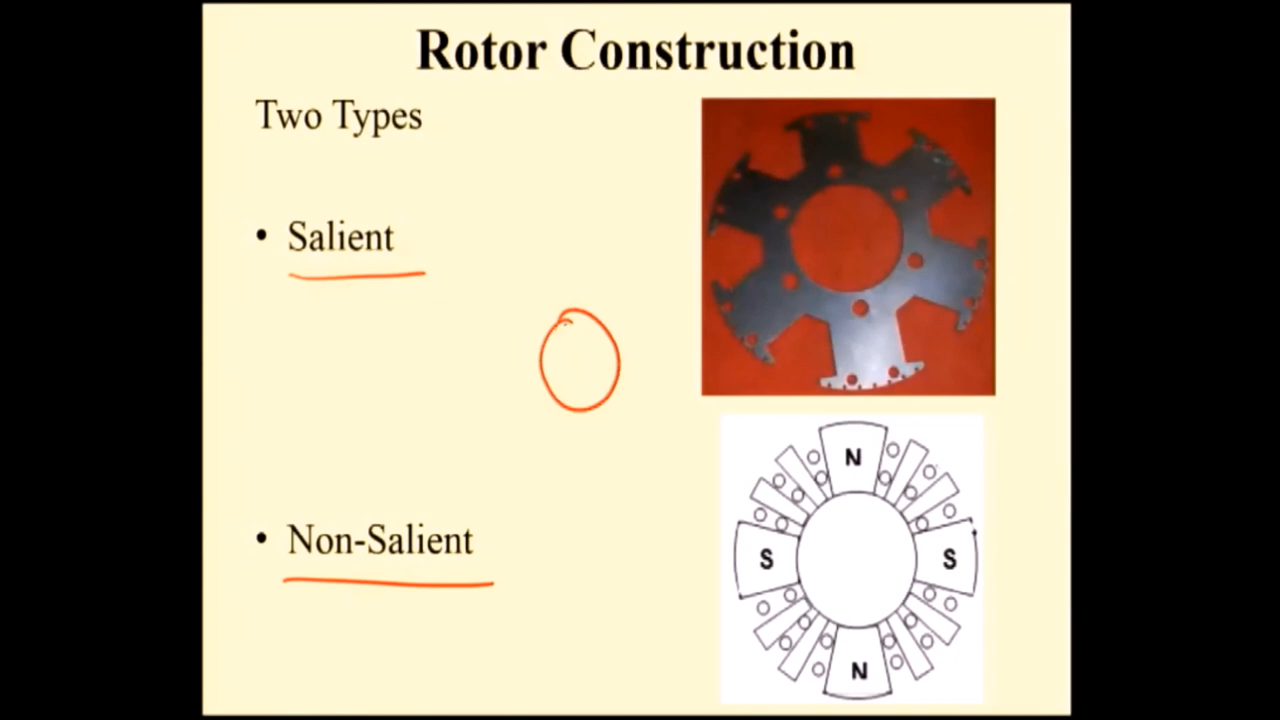 Rotor Construction
Two Types
• Salient
• Non-Salient
N
S
S
N